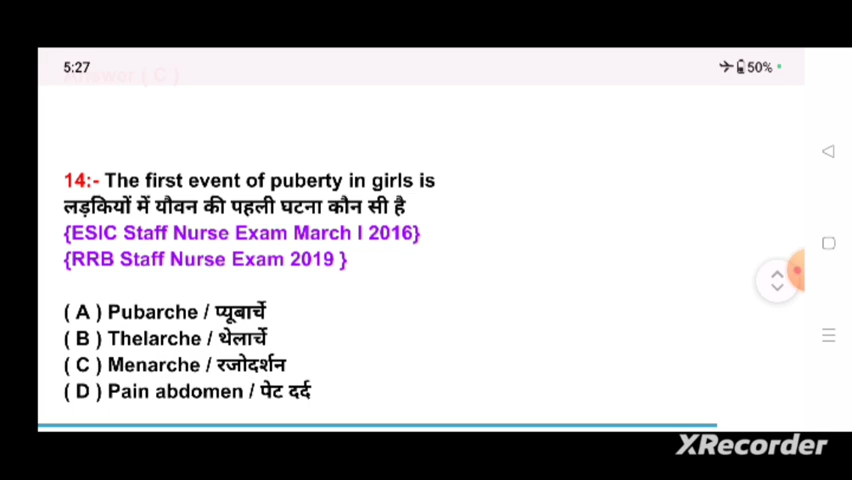 5:27
50%
Answer ( C )
14:- The first event of puberty in girls is
लड़कियों में यौवन की पहली घटना कौन सी है
{ESIC Staff Nurse Exam March I 2016}
{RRB Staff Nurse Exam 2019 }
( A ) Pubarche / प्यूबार्चे
( B ) Thelarche / थेलार्चे
( C ) Menarche / रजोदर्शन
( D ) Pain abdomen / पेट दर्द
XRecorder